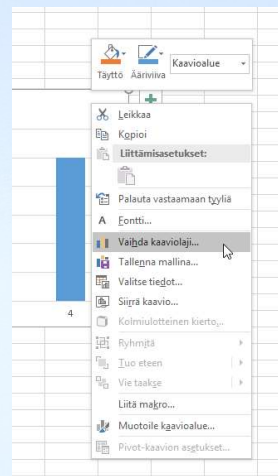 Täyttö Ääriviiva
Kaavioalue
Leikkaa
Kopioi
Liittämisasetukset:
Palauta vastaamaan tyyliä
Fontti...
Vaihda kaaviolaji...
Tallenna mallina...
Valitse tiedot...
Siirrä kaavio...
Kolmiulotteinen kierto...
Ryhmitä
Tuo eteen
Vie taakse
Liitä makro...
Muotoile kaavioalue...
Pivot-kaavion asetukset...
4